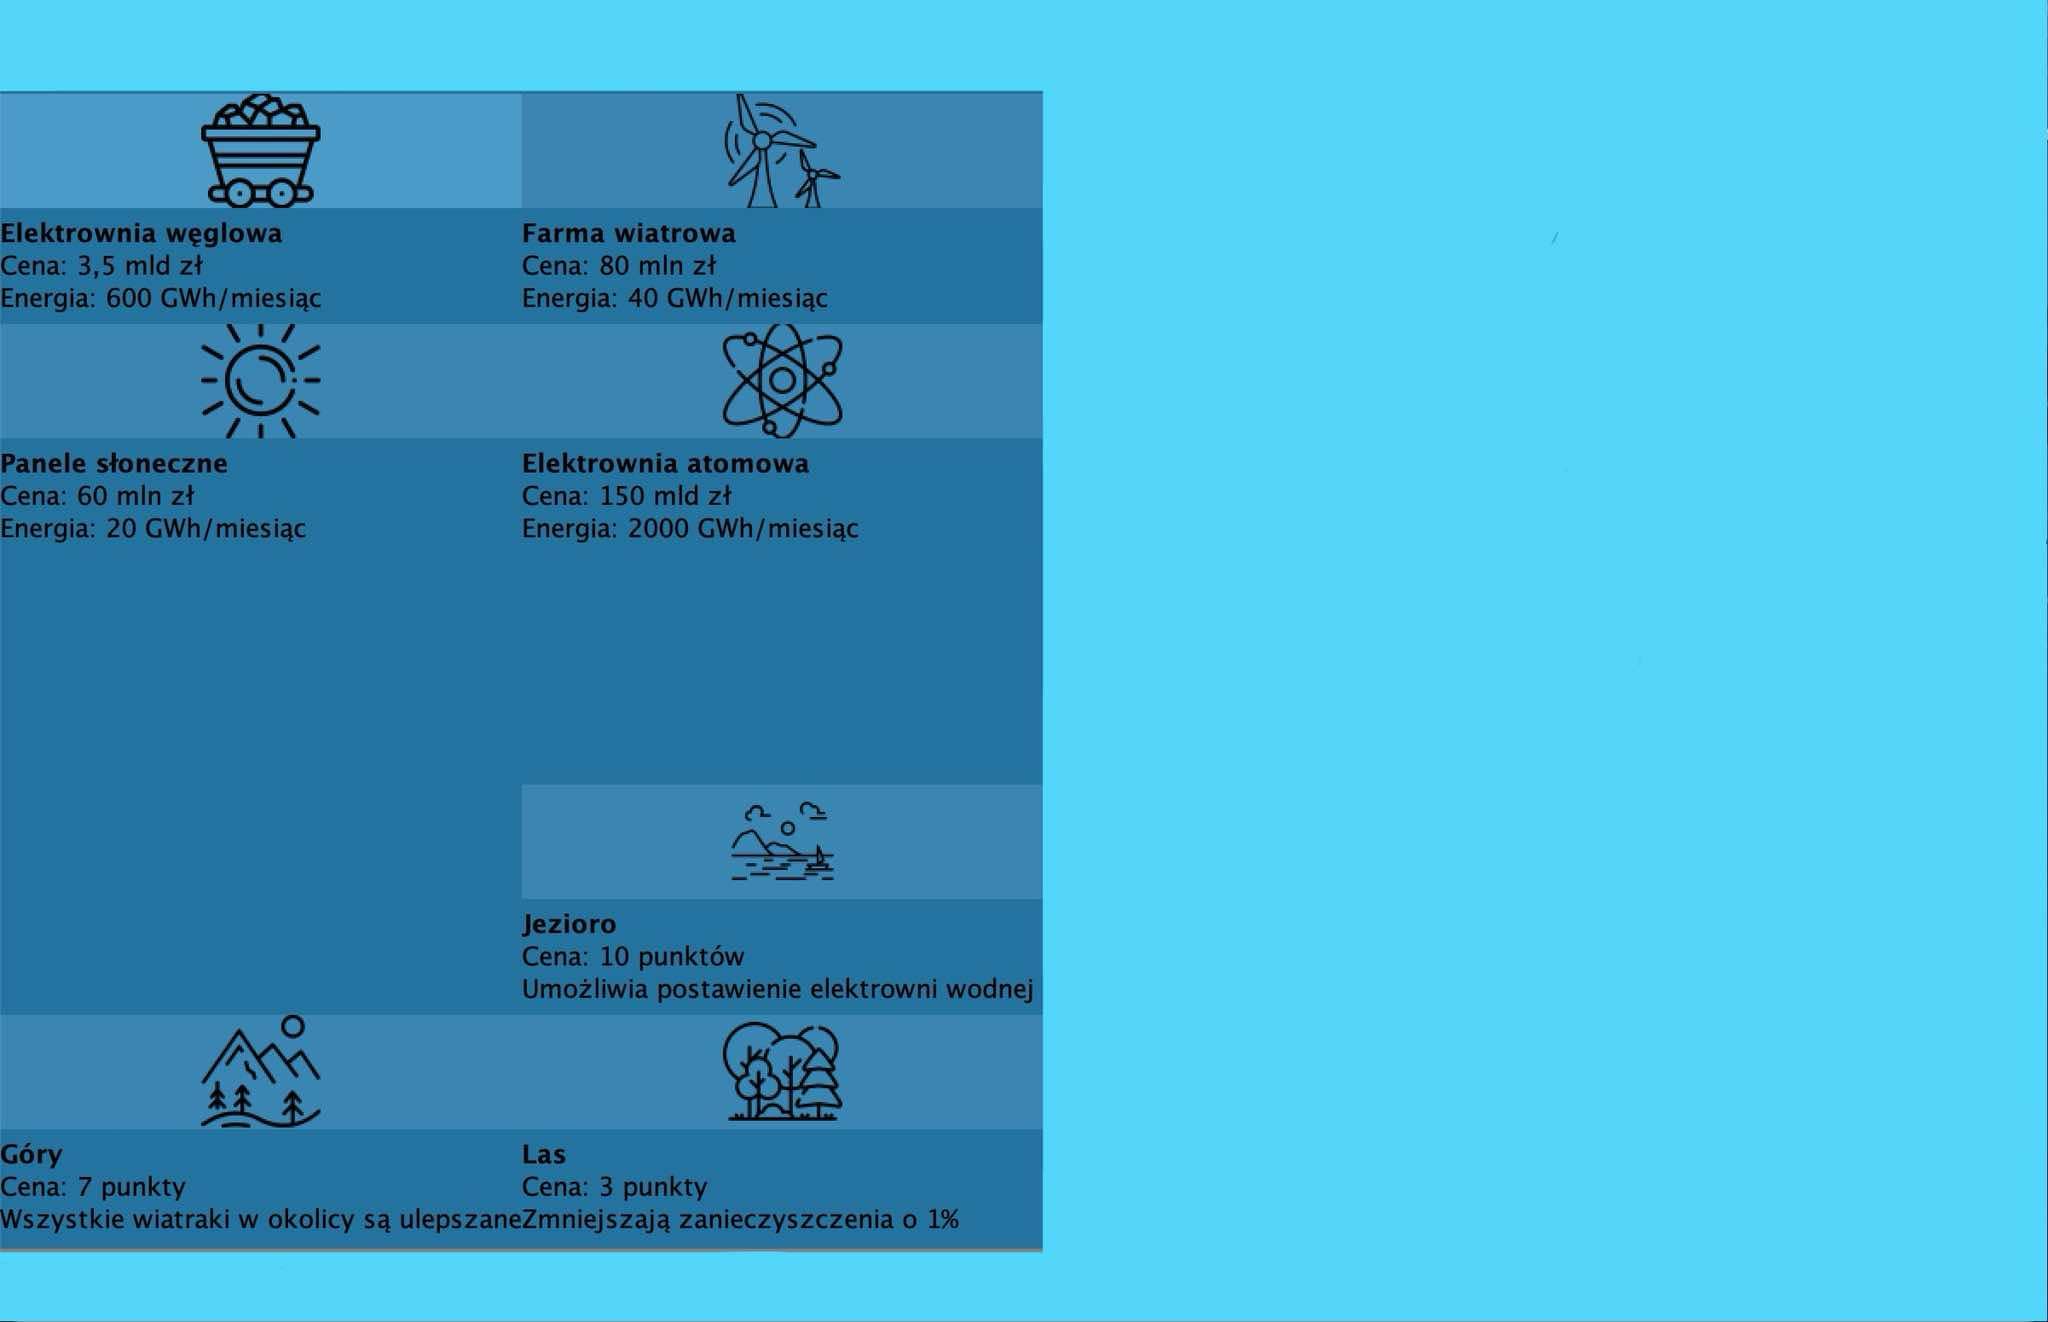 Elektrownia węglowa
Cena: 3,5 mld zł
Energia: 600 GWh/miesiąc
Farma wiatrowa
Cena: 80 mln zł
Energia: 40 GWh/miesiąc
Panele słoneczne
Cena: 60 mln zł
Energia: 20 GWh/miesiąc
Elektrownia atomowa
Cena: 150 mld zł
Energia: 2000 GWh/miesiąc
Jezioro
Cena: 10 punktów
Umożliwia postawienie elektrowni wodnej
Góry
Cena: 7 punkty
Wszystkie wiatraki w okolicy są ulepszane
Las
Cena: 3 punkty
Zmniejszają zanieczyszczenia o 1%